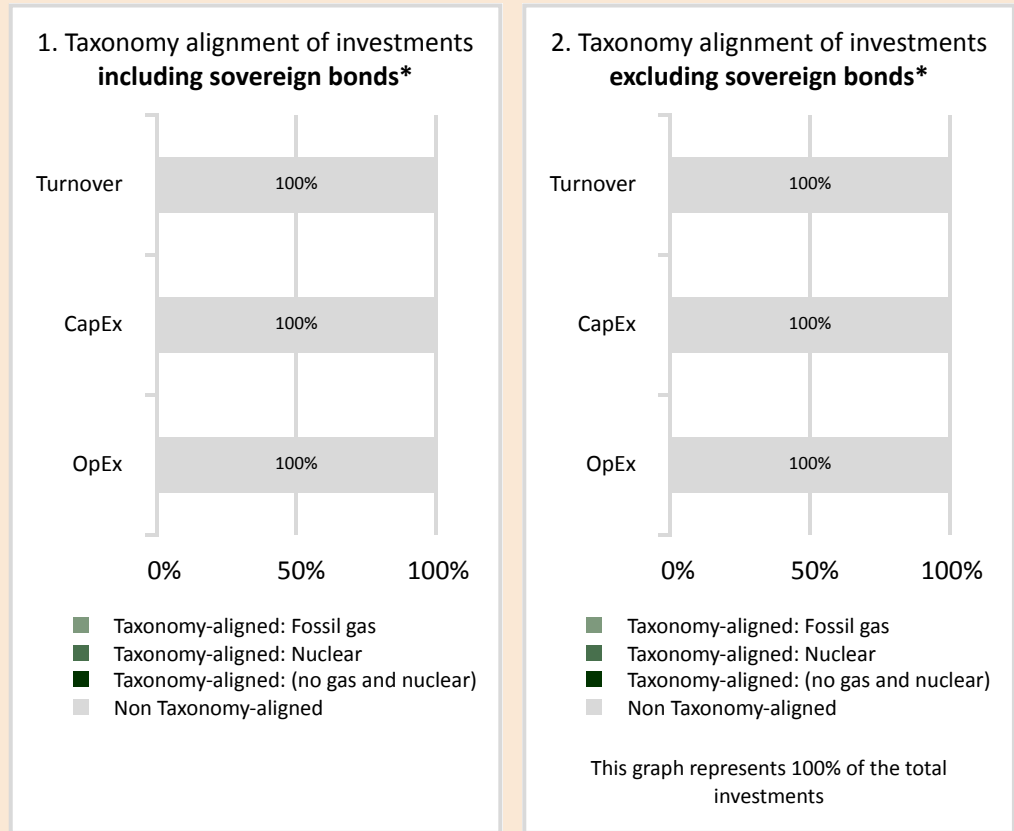 1. Taxonomy alignment of investments
including sovereign bonds*
Turnover
100%
CapEx
100%
OpEx
100%
0% 50% 100%
Taxonomy-aligned: Fossil gas
Taxonomy-aligned: Nuclear
Taxonomy-aligned: (no gas and nuclear)
Non Taxonomy-aligned
2. Taxonomy alignment of investments
excluding sovereign bonds*
Turnover
100%
CapEx
100%
OpEx
100%
0% 50% 100%
Taxonomy-aligned: Fossil gas
Taxonomy-aligned: Nuclear
Taxonomy-aligned: (no gas and nuclear)
Non Taxonomy-aligned
This graph represents 100% of the total
investments